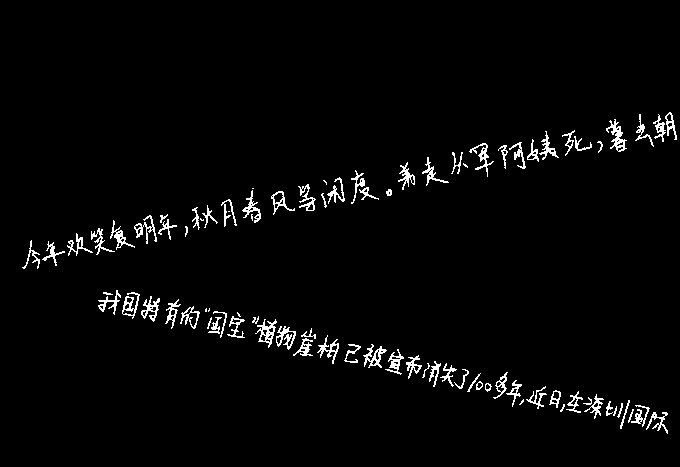 今年欢笑复明年,秋月春风等闲度。弟走从军阿姨死,暮去朝
我国特有的"国宝"植物崖柏已被宣布消失了100多年,近日,在深圳国际